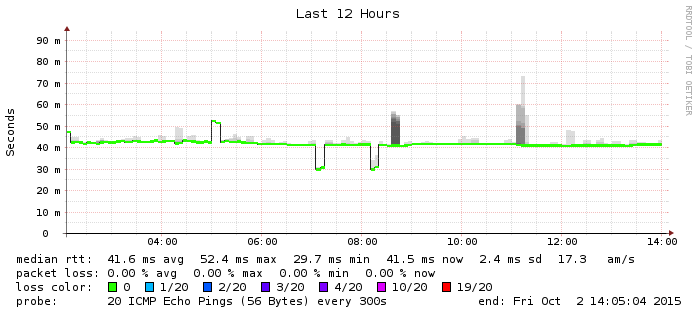 Last 12 Hours
RRDTOOL / TOBI OETIKER
Seconds
90 m
80 m
70 m
60 m
50 m
40 m
30 m
20 m
10 m
0
04:00 06:00 08:00 10:00 12:00 14:00
median rtt: 41.6 ms avg 52.4 ms max 29.7 ms min 41.5 ms now 2.4 ms sd 17.3 am/s
packet loss: 0.00 % avg 0.00 % max 0.00 % min 0.00 % now
loss color: 0 1/20 2/20 3/20 4/20 10/20 19/20
probe: 20 ICMP Echo Pings (56 Bytes) every 300s end: Fri Oct 2 14:05:04 2015